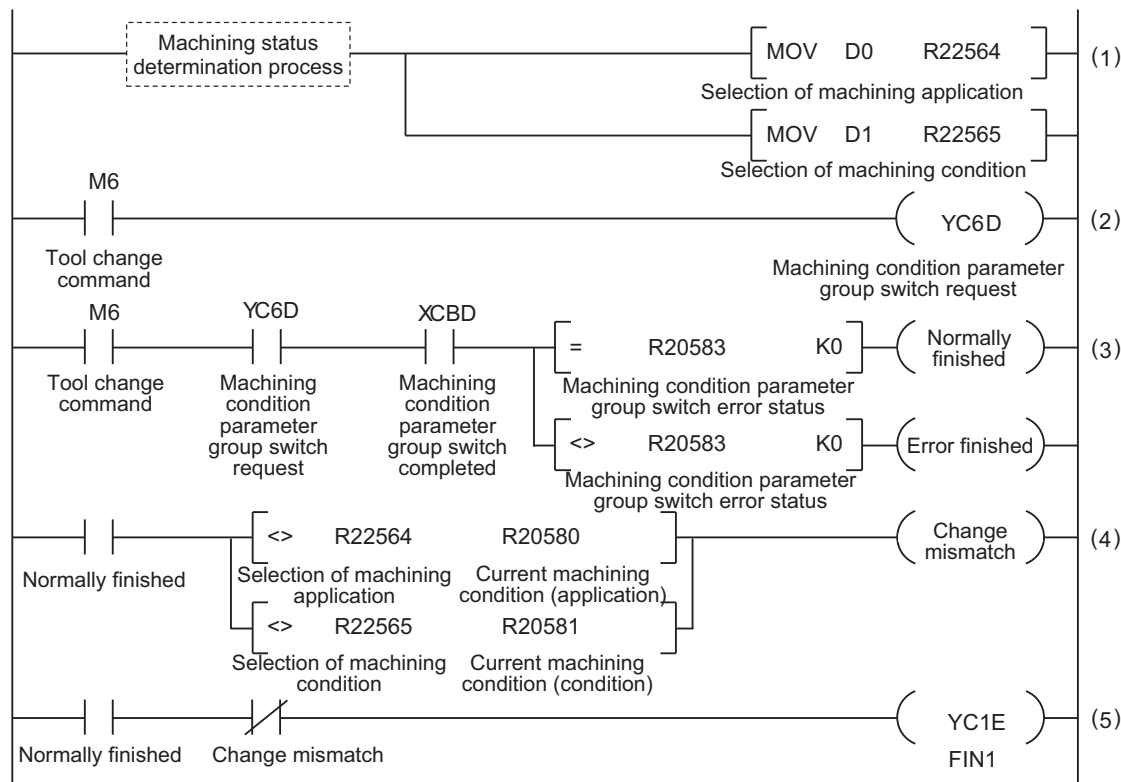 Machining status
determination process
MOV D0 R22564
(1)
Selection of machining application
MOV D1 R22565
Selection of machining condition
M6
YC6D
(2)
Tool change
command
Machining condition parameter
group switch request
M6 YC6D XCBD
= R20583 K0
Normally
finished
(3)
Tool change
command
Machining
condition
parameter
group switch
request
Machining
condition
parameter
group switch
completed
Machining condition parameter
group switch error status
<> R20583 K0
Error finished
Machining condition parameter
group switch error status
<> R22564 R20580
Change
mismatch
(4)
Normally finished
Selection of machining
application
Current machining
condition (application)
<> R22565 R20581
Selection of machining
condition
Current machining
condition (condition)
YC1E
(5)
Normally finished Change mismatch
FIN1